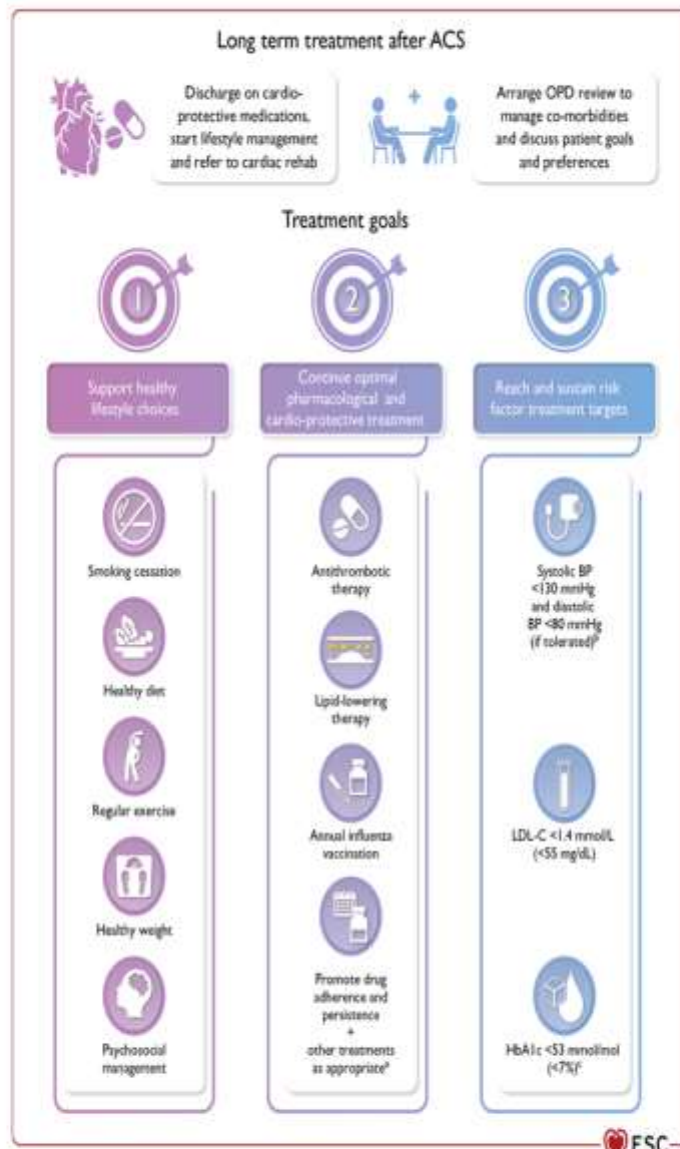 Long term treatment after ACS
Discharge on cardio-
protective medications,
start lifestyle management
and refer to cardiac rehab
+
Arrange OPD review to
manage co-morbidities
and discuss patient goals
and preferences
Treatment goals
1
Support healthy
lifestyle choices
Smoking cessation
Healthy diet
Regular exercise
Healthy weight
Psychosocial
management
2
Continue optimal
pharmacological and
cardio-protective treatment
Antithrombotic
therapy
Lipid-lowering
therapy
Annual influenza
vaccination
Promote drug
adherence and
persistence
+
other treatments
as appropriateª
3
Reach and sustain risk
factor treatment targets
Systolic BP
<130 mmHg
and diastolic
BP <80 mmHg
(if tolerated)ᵇ
LDL-C <1.4 mmol/L
(<55 mg/dL)
HbA1c <53 mmol/mol
(<7%)ᶜ
ESC